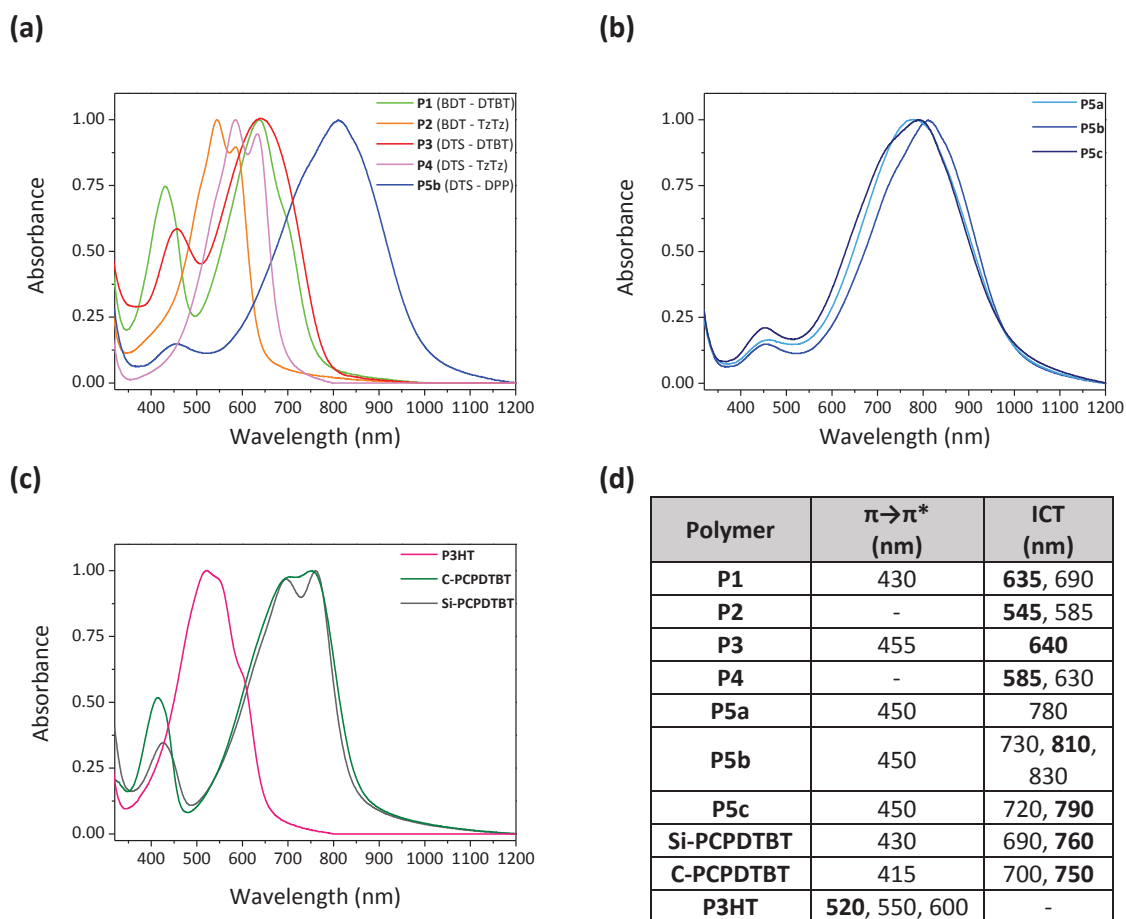 (a)
P1 (BDT - DTBT)
P2 (BDT - TzTz)
P3 (DTS - DTBT)
P4 (DTS - TzTz)
P5b (DTS - DPP)
1.00
0.75
0.50
0.25
0.00
Absorbance
400 500 600 700 800 900 1000 1100 1200
Wavelength (nm)
(b)
P5a
P5b
P5c
1.00
0.75
0.50
0.25
0.00
Absorbance
400 500 600 700 800 900 1000 1100 1200
Wavelength (nm)
(c)
P3HT
C-PCPDTBT
Si-PCPDTBT
1.00
0.75
0.50
0.25
0.00
Absorbance
400 500 600 700 800 900 1000 1100 1200
Wavelength (nm)
(d)
Polymer π→π* (nm) ICT (nm)
P1 430 635, 690
P2 - 545, 585
P3 455 640
P4 - 585, 630
P5a 450 780
P5b 450 730, 810,
830
P5c 450 720, 790
Si-PCPDTBT 430 690, 760
C-PCPDTBT 415 700, 750
P3HT 520, 550, 600 -